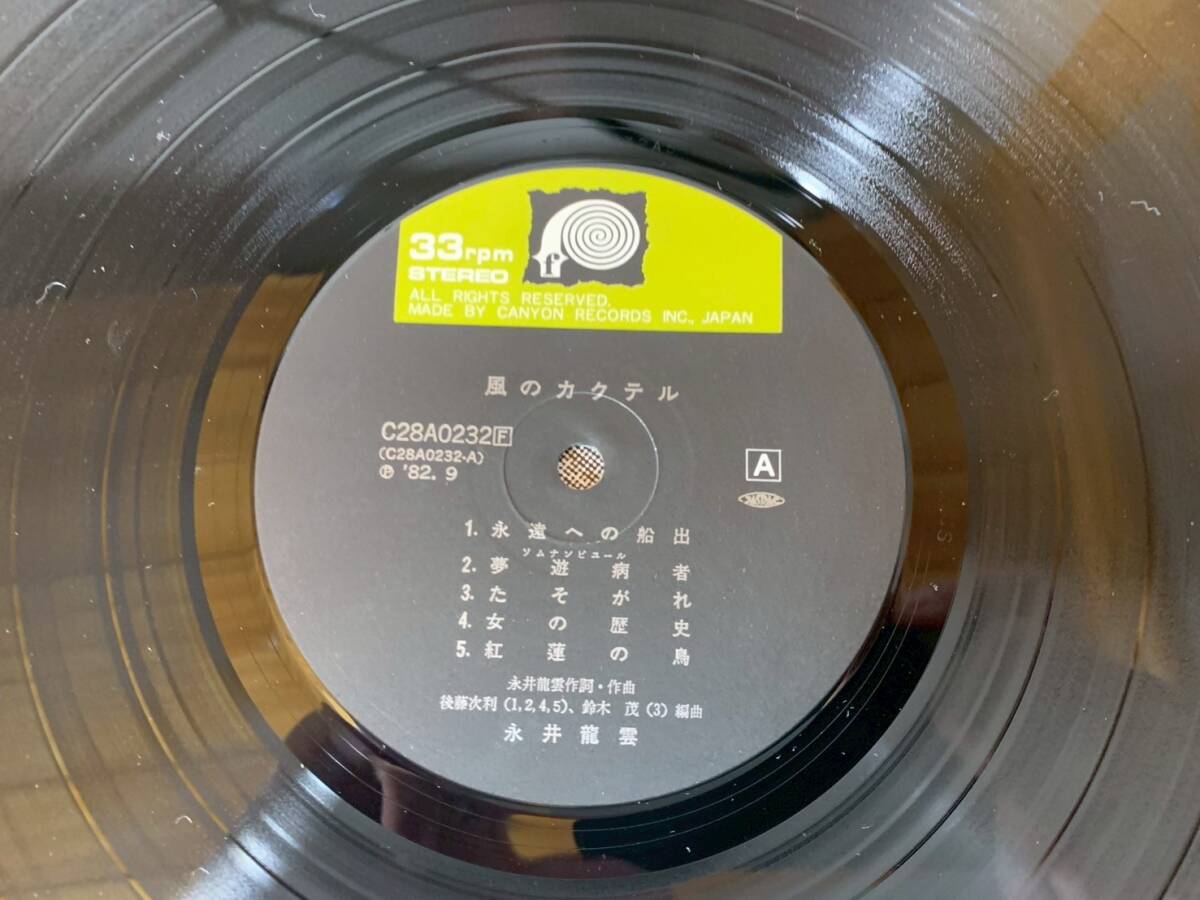 f
33rpm
STEREO
ALL RIGHTS RESERVED.
MADE BY CANYON RECORDS INC., JAPAN
風のカクテル
C28A0232 F
(C28A0232-A)
Ⓟ '82. 9
A
1. 永遠への船出
ソムナンビュール
2. 夢遊病者
3. たそがれ
4. 女の歴史
5. 紅蓮の鳥
永井龍雲作詞・作曲
後藤次利 (1,2,4,5)、鈴木 茂 (3) 編曲
永井龍雲